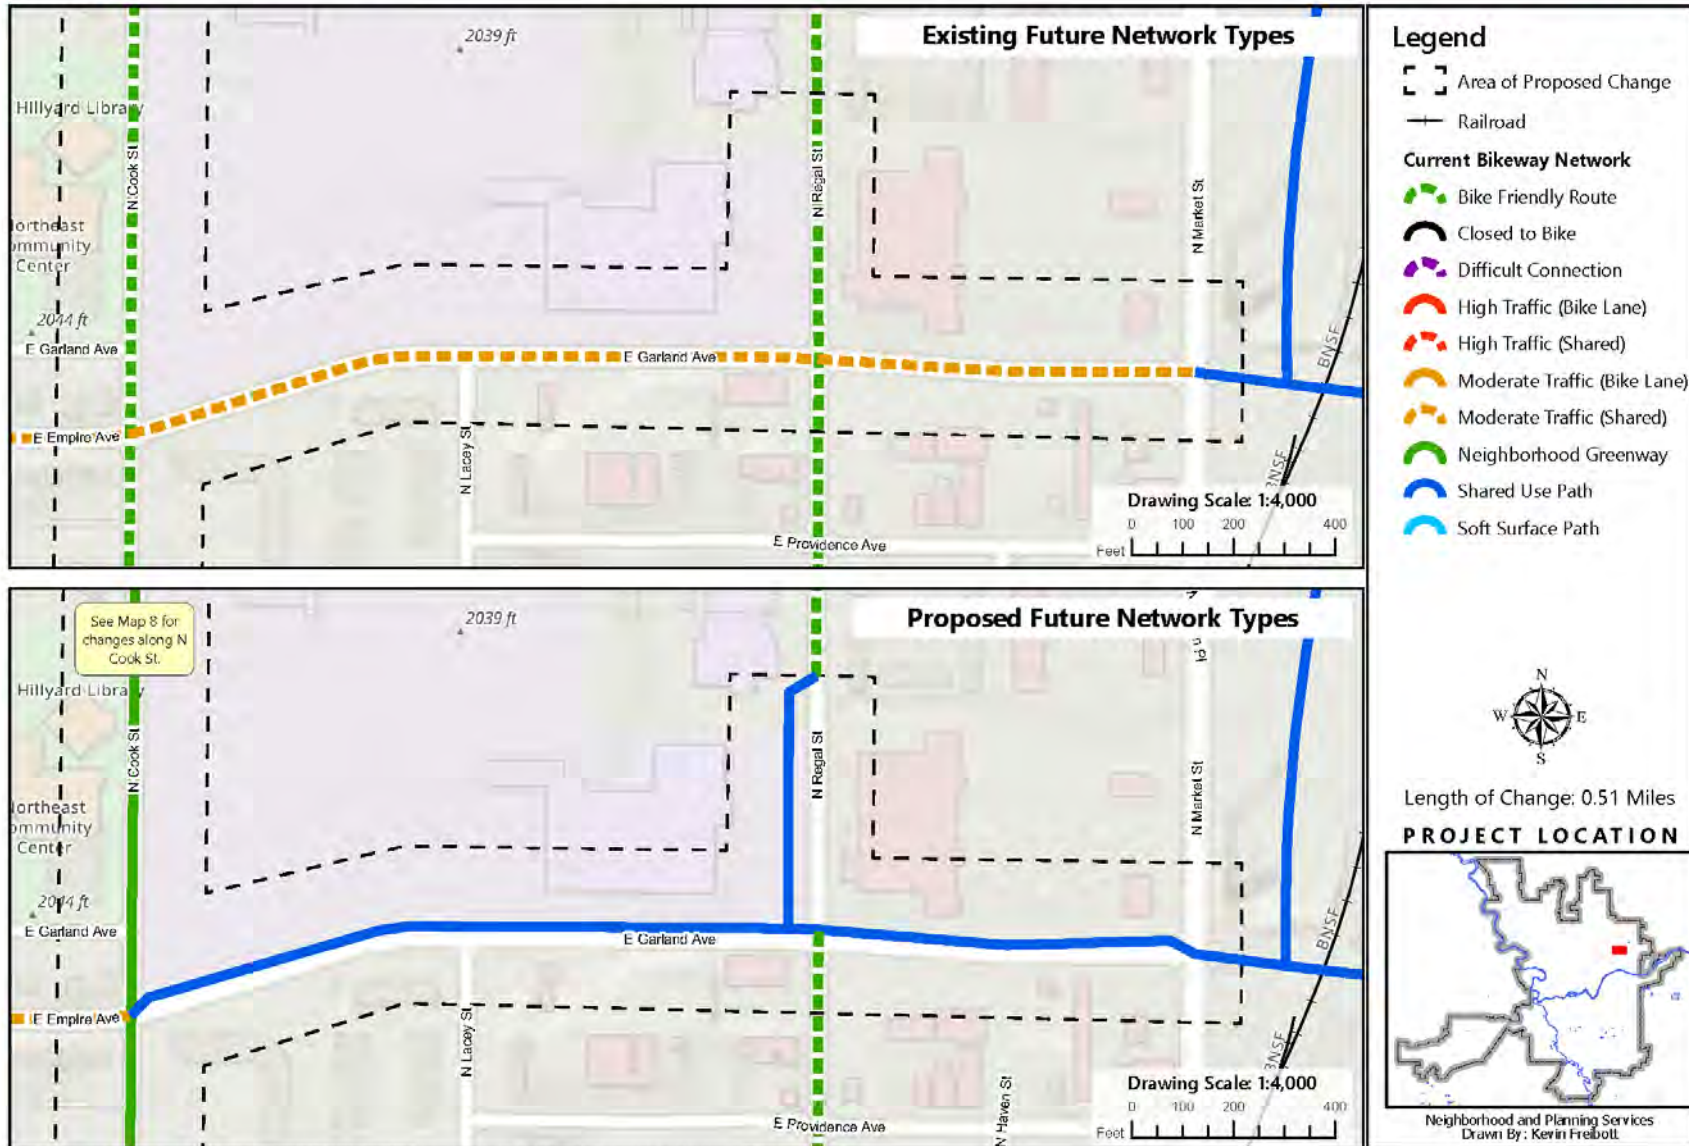 Existing Future Network Types
2039 ft
Hillyard Library
N Cook St
N Regal St
N Market St
ortheast
ommunity
Center
2044 ft
E Garland Ave
E Garland Ave
E Empire Ave
N Lacey St
BNSF
BNSF
E Providence Ave
Drawing Scale: 1:4,000
0 100 200 400
Feet
Proposed Future Network Types
See Map 8 for
changes along N
Cook St.
2039 ft
Hillyard Library
N Cook St
N Regal St
N Market St
ortheast
ommunity
Center
2044 ft
E Garland Ave
E Garland Ave
E Empire Ave
N Lacey St
N Haven St
BNSF
BNSF
E Providence Ave
Drawing Scale: 1:4,000
0 100 200 400
Feet
Legend
Area of Proposed Change
Railroad
Current Bikeway Network
Bike Friendly Route
Closed to Bike
Difficult Connection
High Traffic (Bike Lane)
High Traffic (Shared)
Moderate Traffic (Bike Lane)
Moderate Traffic (Shared)
Neighborhood Greenway
Shared Use Path
Soft Surface Path
N
W E
S
Length of Change: 0.51 Miles
PROJECT LOCATION
Neighborhood and Planning Services
Drawn By: Kevin Freibott